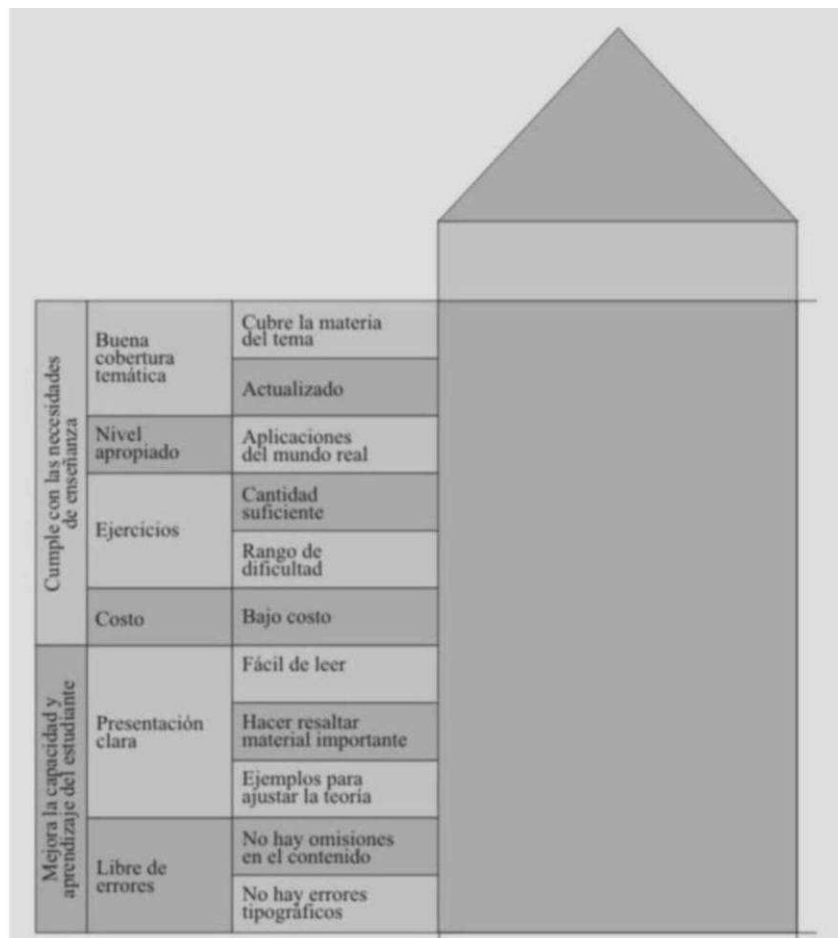 Cumple con las necesidades
de enseñanza
Buena
cobertura
temática
Cubre la materia
del tema
Actualizado
Nivel
apropiado
Aplicaciones
del mundo real
Ejercicios
Cantidad
suficiente
Rango de
dificultad
Costo
Bajo costo
Mejora la capacidad y
aprendizaje del estudiante
Presentación
clara
Fácil de leer
Hacer resaltar
material importante
Ejemplos para
ajustar la teoría
Libre de
errores
No hay omisiones
en el contenido
No hay errores
tipográficos